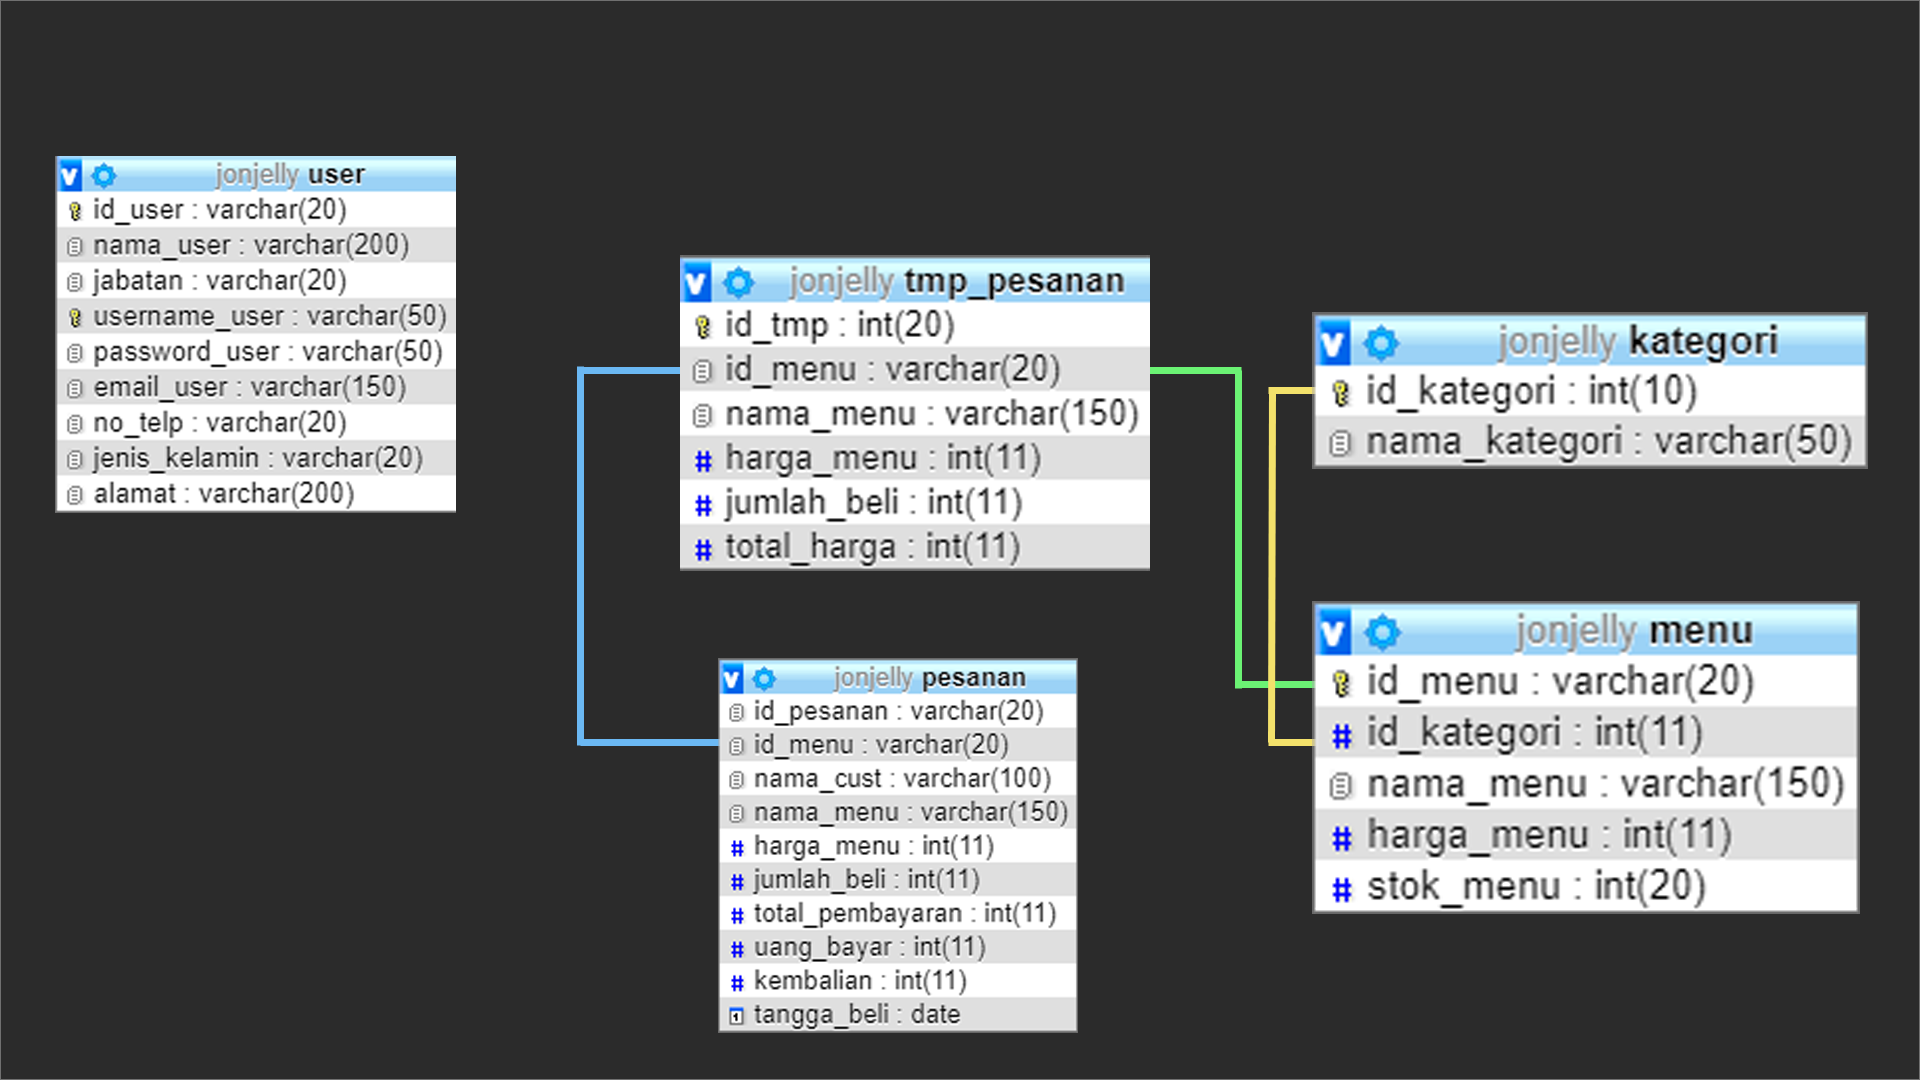 jonjelly user
id_user : varchar(20)
nama_user : varchar(200)
jabatan : varchar(20)
username_user : varchar(50)
password_user : varchar(50)
email_user : varchar(150)
no_telp : varchar(20)
jenis_kelamin : varchar(20)
alamat : varchar(200)
jonjelly tmp_pesanan
id_tmp : int(20)
id_menu : varchar(20)
nama_menu : varchar(150)
# harga_menu : int(11)
# jumlah_beli : int(11)
# total_harga : int(11)
jonjelly pesanan
id_pesanan : varchar(20)
id_menu : varchar(20)
nama_cust : varchar(100)
nama_menu : varchar(150)
# harga_menu : int(11)
# jumlah_beli : int(11)
# total_pembayaran : int(11)
# uang_bayar : int(11)
# kembalian : int(11)
tangga_beli : date
jonjelly kategori
id_kategori : int(10)
nama_kategori : varchar(50)
jonjelly menu
id_menu : varchar(20)
# id_kategori : int(11)
nama_menu : varchar(150)
# harga_menu : int(11)
# stok_menu : int(20)